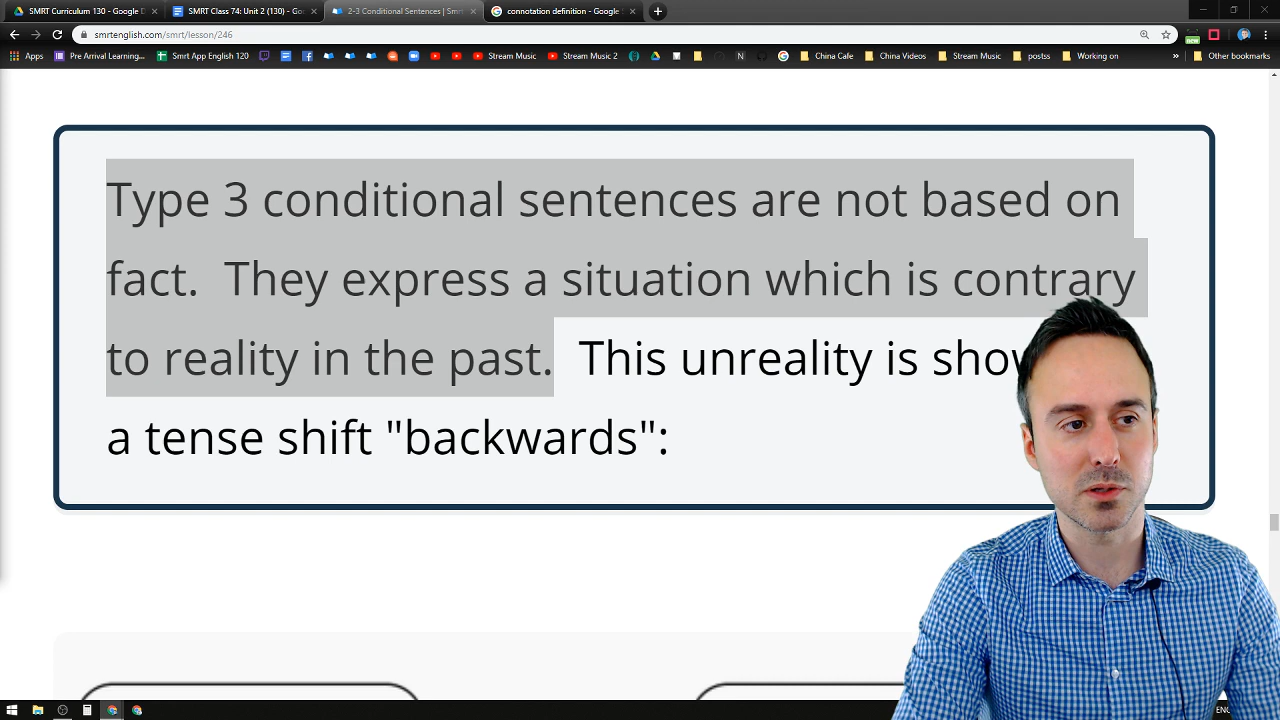 SMRT Curriculum 130 - Google D
SMRT Class 74: Unit 2 (130) - Go
2-3 Conditional Sentences | Smrt
connotation definition - Google S
smrtenglish.com/smrt/lesson/246
Apps
Pre Arrival Learning...
Smrt App English 120
Stream Music
Stream Music 2
China Cafe
China Videos
Stream Music
postss
Working on
»
Other bookmarks
Type 3 conditional sentences are not based on
fact. They express a situation which is contrary
to reality in the past. This unreality is show
a tense shift "backwards":
ENG